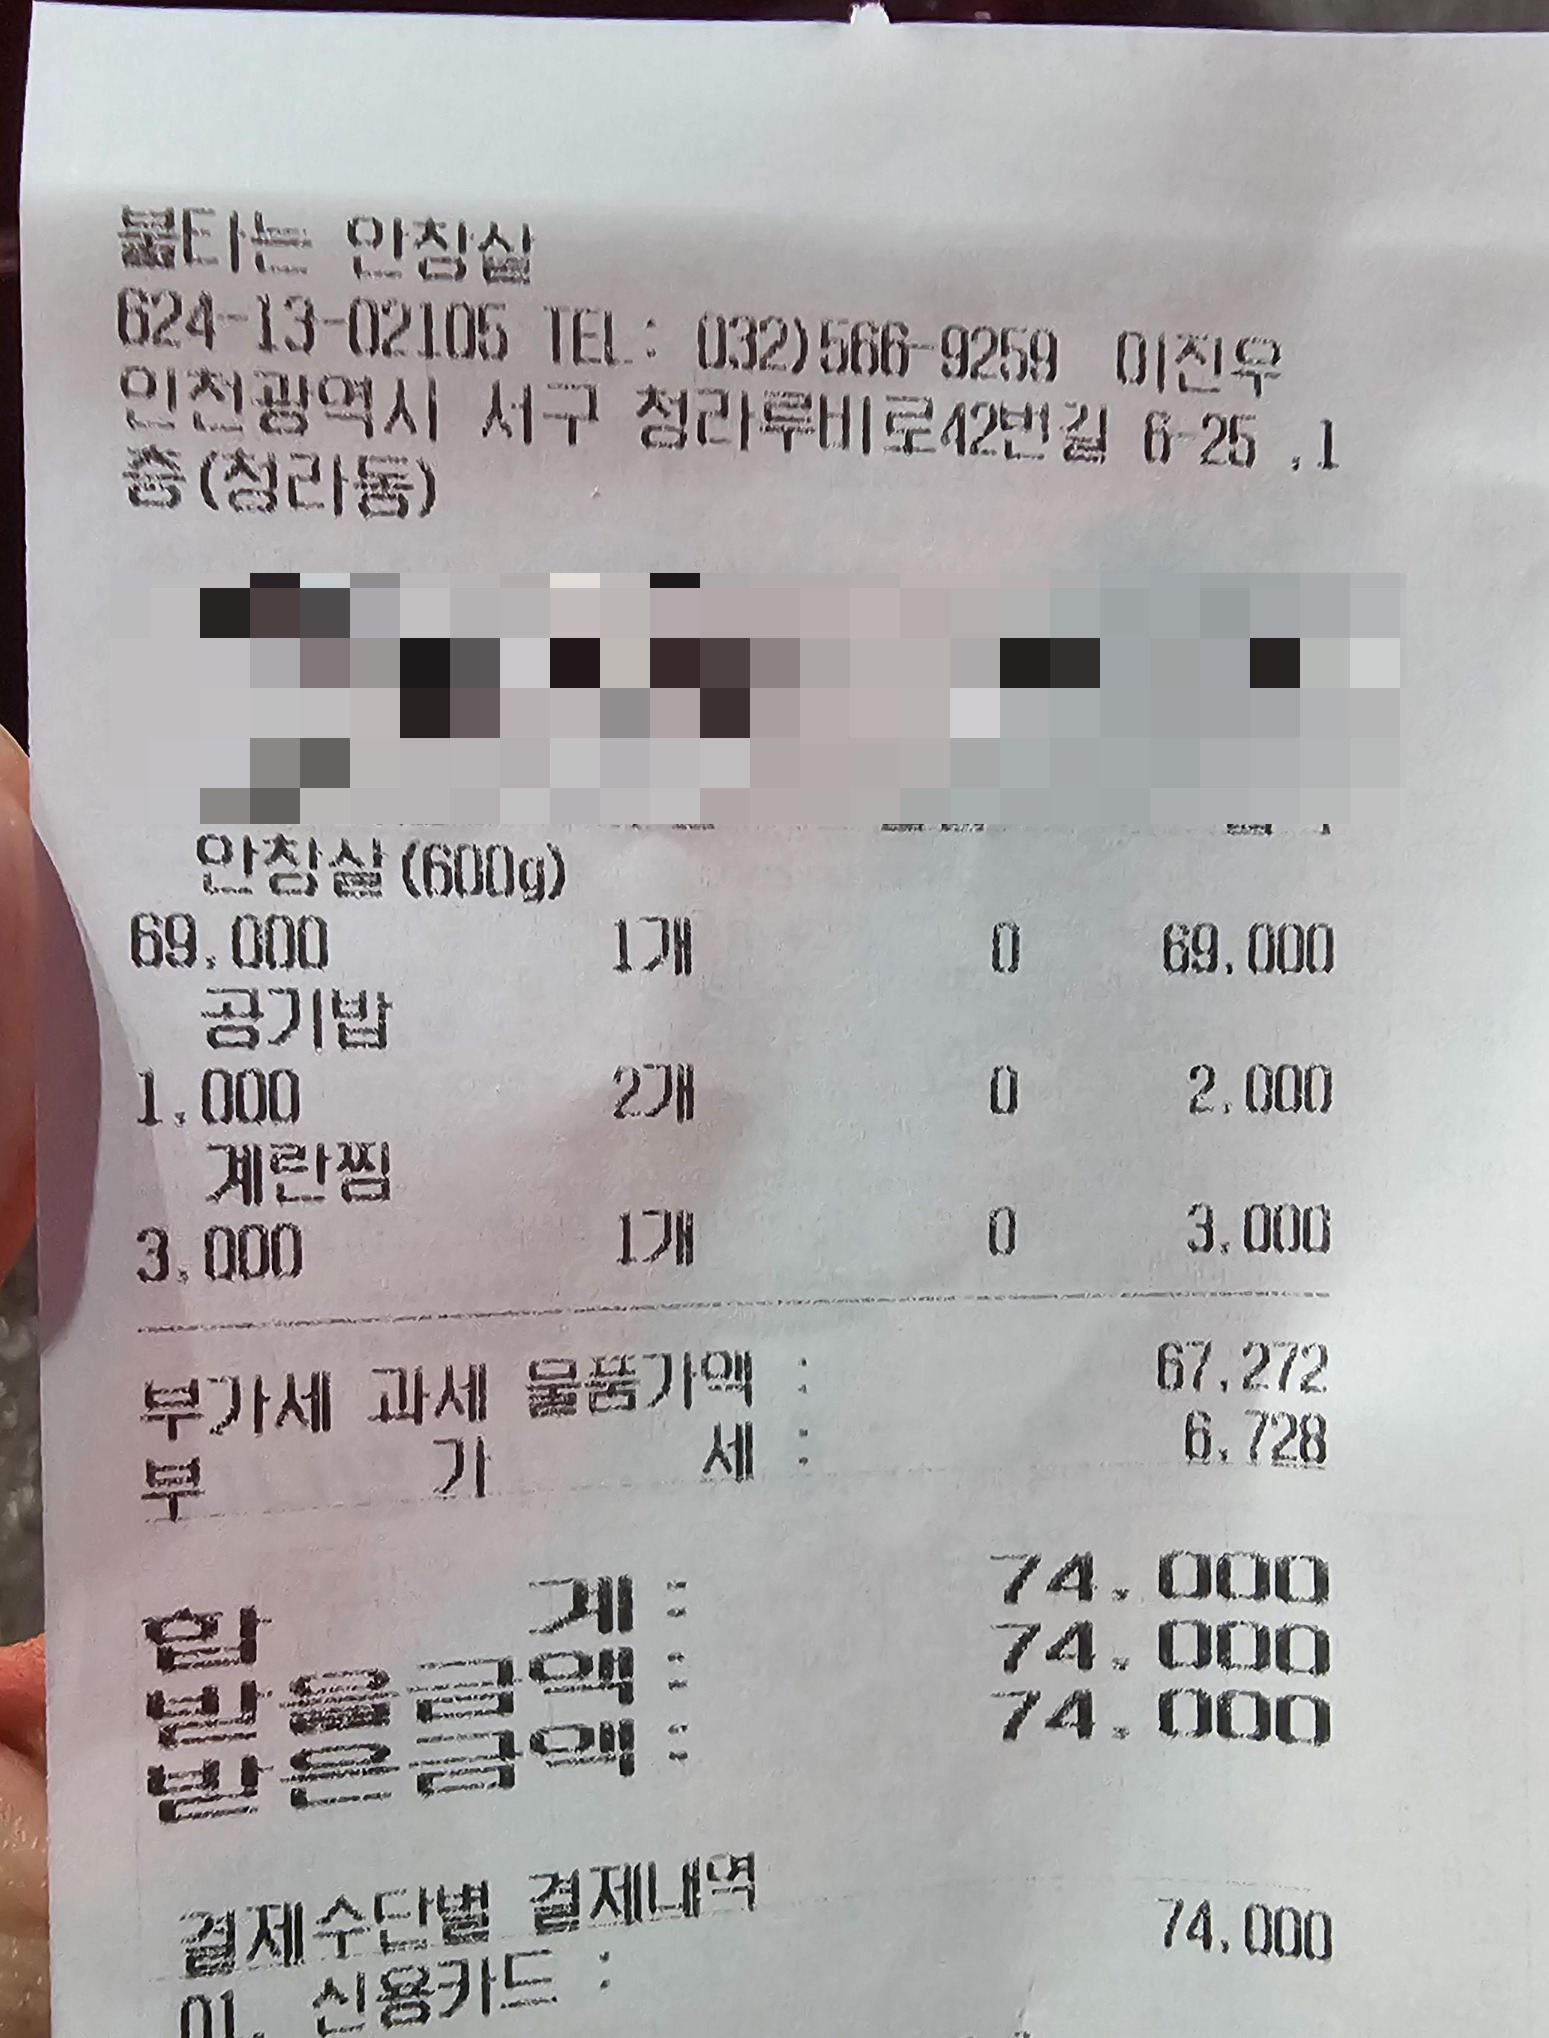 불타는 안창살
624-13-02105 TEL: 032)566-9259 이진우
인천광역시 서구 청라루비로42번길 6-25 ,1
층(청라동)
안창살(600g)
69,000 1개 0 69,000
공기밥
1,000 2개 0 2,000
계란찜
3,000 1개 0 3,000
부가세 과세 물품가액 : 67,272
부 가 세 : 6,728
합 계 : 74,000
받을금액 : 74,000
받은금액 : 74,000
결제수단별 결제내역
01. 신용카드 : 74,000